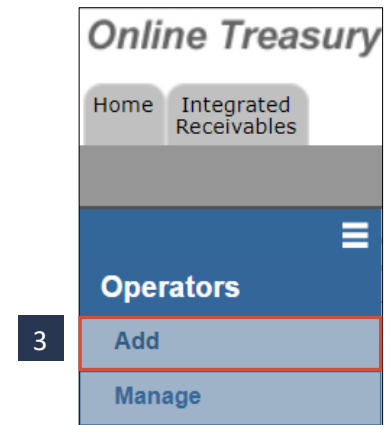 Online Treasury
Home Integrated
Receivables
Operators
3 Add
Manage